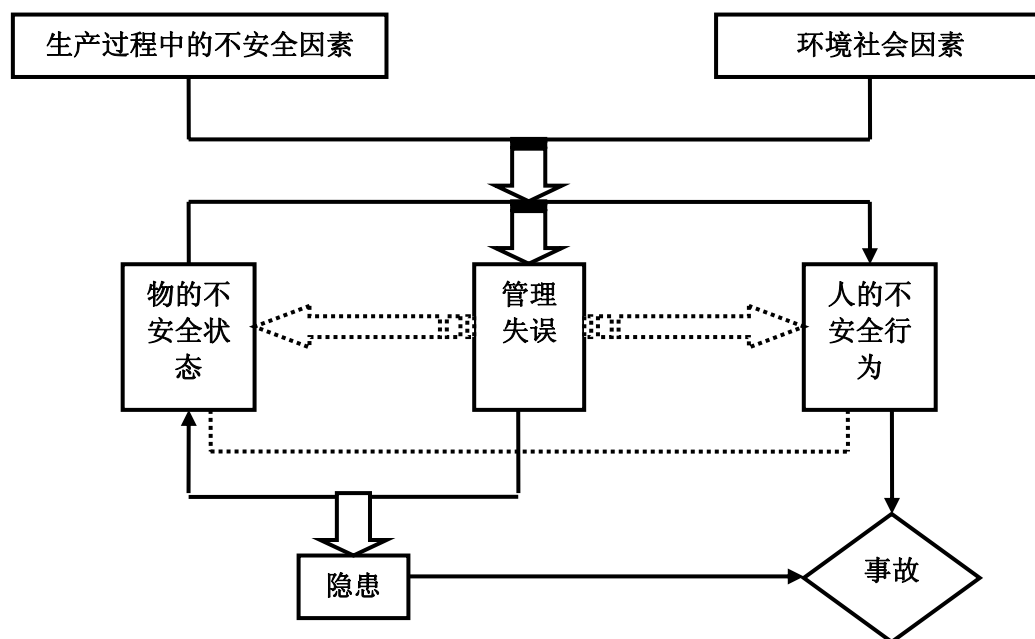 生产过程中的不安全因素
环境社会因素
物的不
安全状
态
管理
失误
人的不
安全行
为
隐患
事故